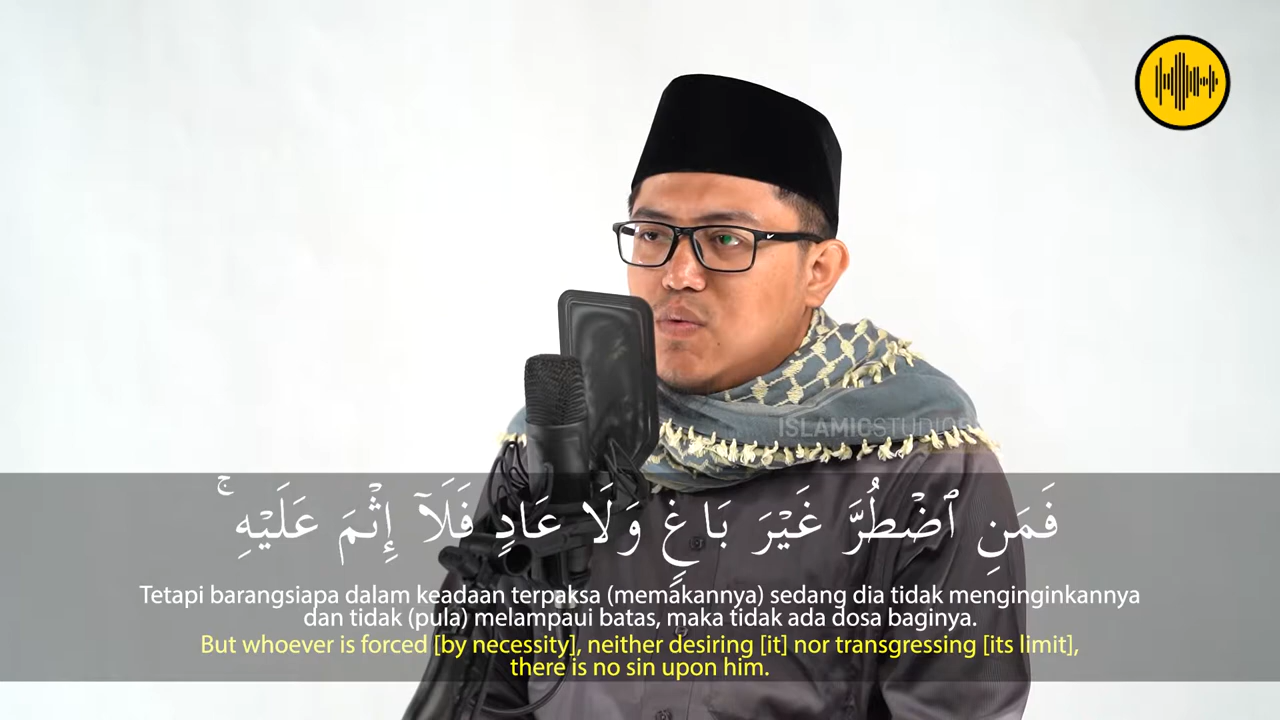 ISLAMICSTUDIOS
فَمَنِ ٱضْطُرَّ غَيْرَ بَاغٍ وَلَا عَادٍ فَلَآ إِثْمَ عَلَيْهِ ۚ
Tetapi barangsiapa dalam keadaan terpaksa (memakannya) sedang dia tidak menginginkannya
dan tidak (pula) melampaui batas, maka tidak ada dosa baginya.
But whoever is forced [by necessity], neither desiring [it] nor transgressing [its limit],
there is no sin upon him.